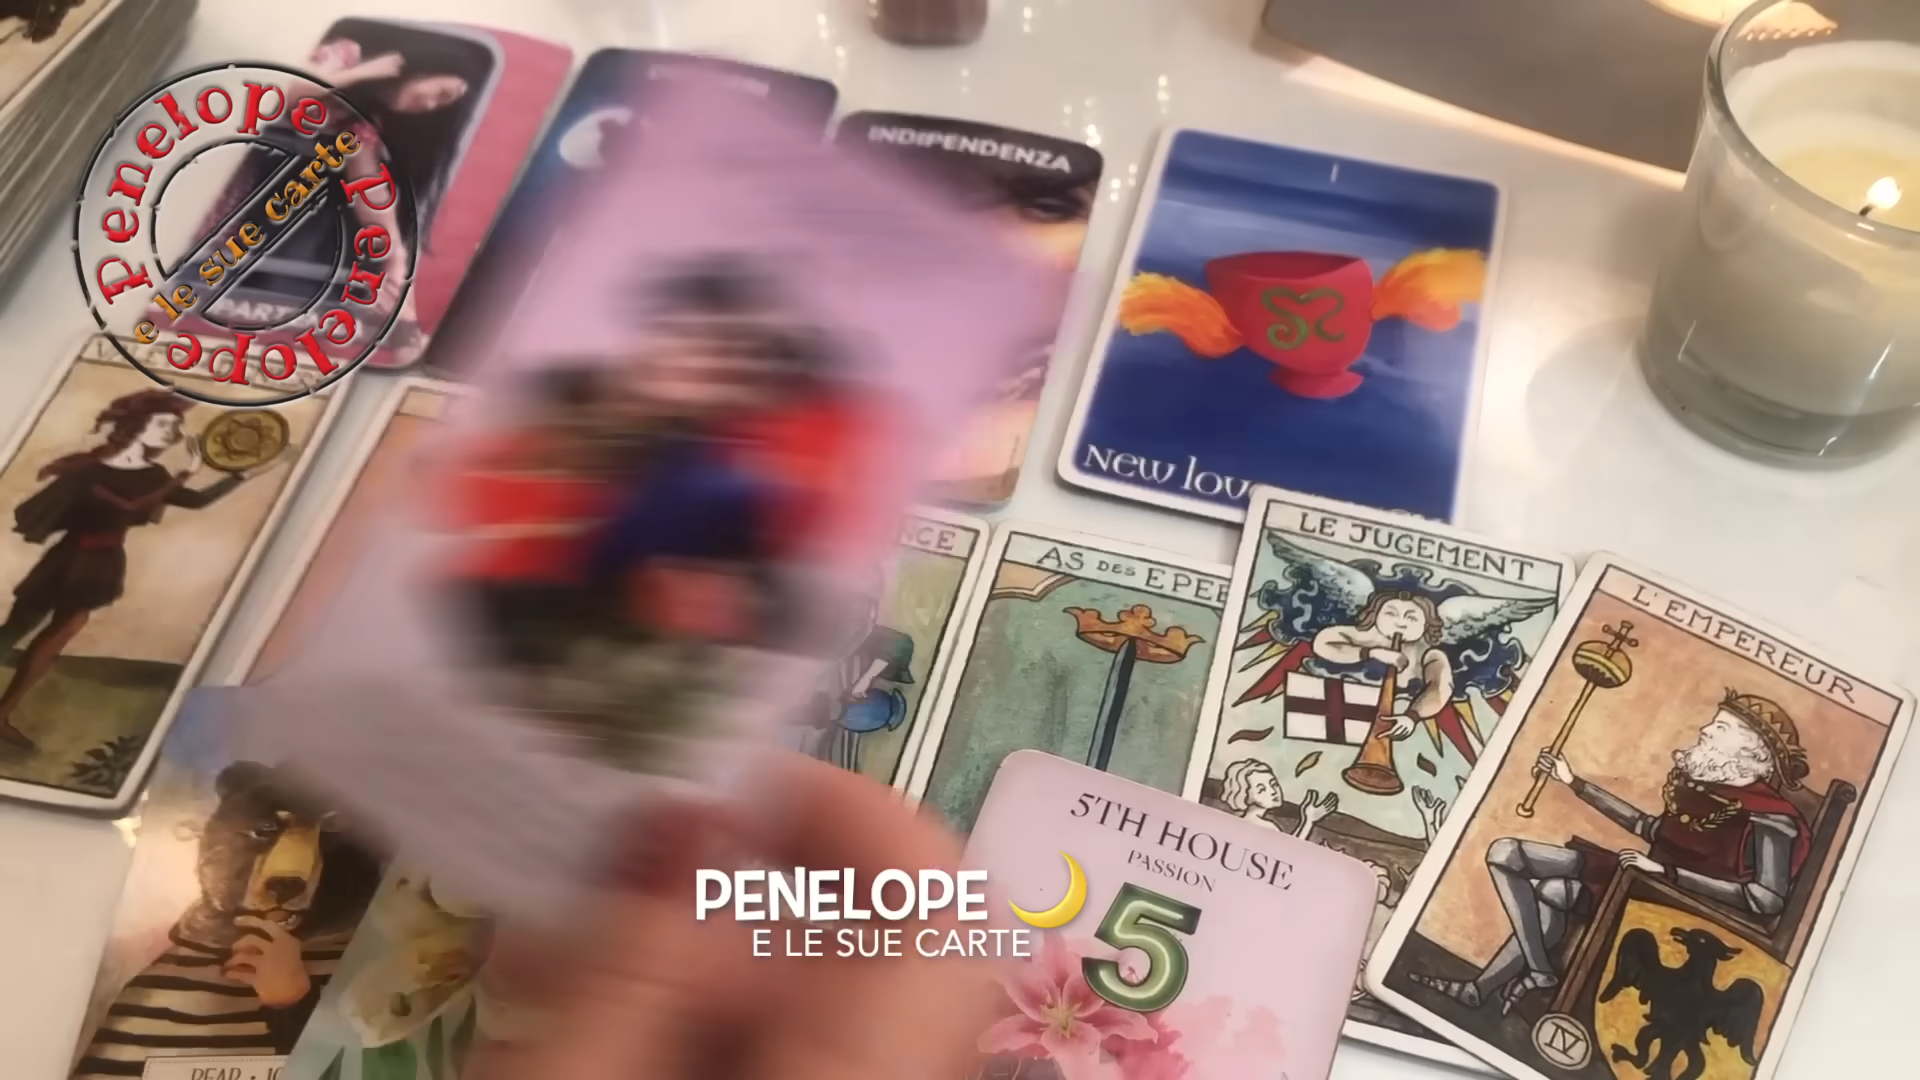 Penelope
e le sue carte
Penelope
INDIPENDENZA
I
New lov
LE JUGEMENT
AS DES EPEE
L'EMPEREUR
5TH HOUSE
PASSION
5
PENELOPE
E LE SUE CARTE
IV